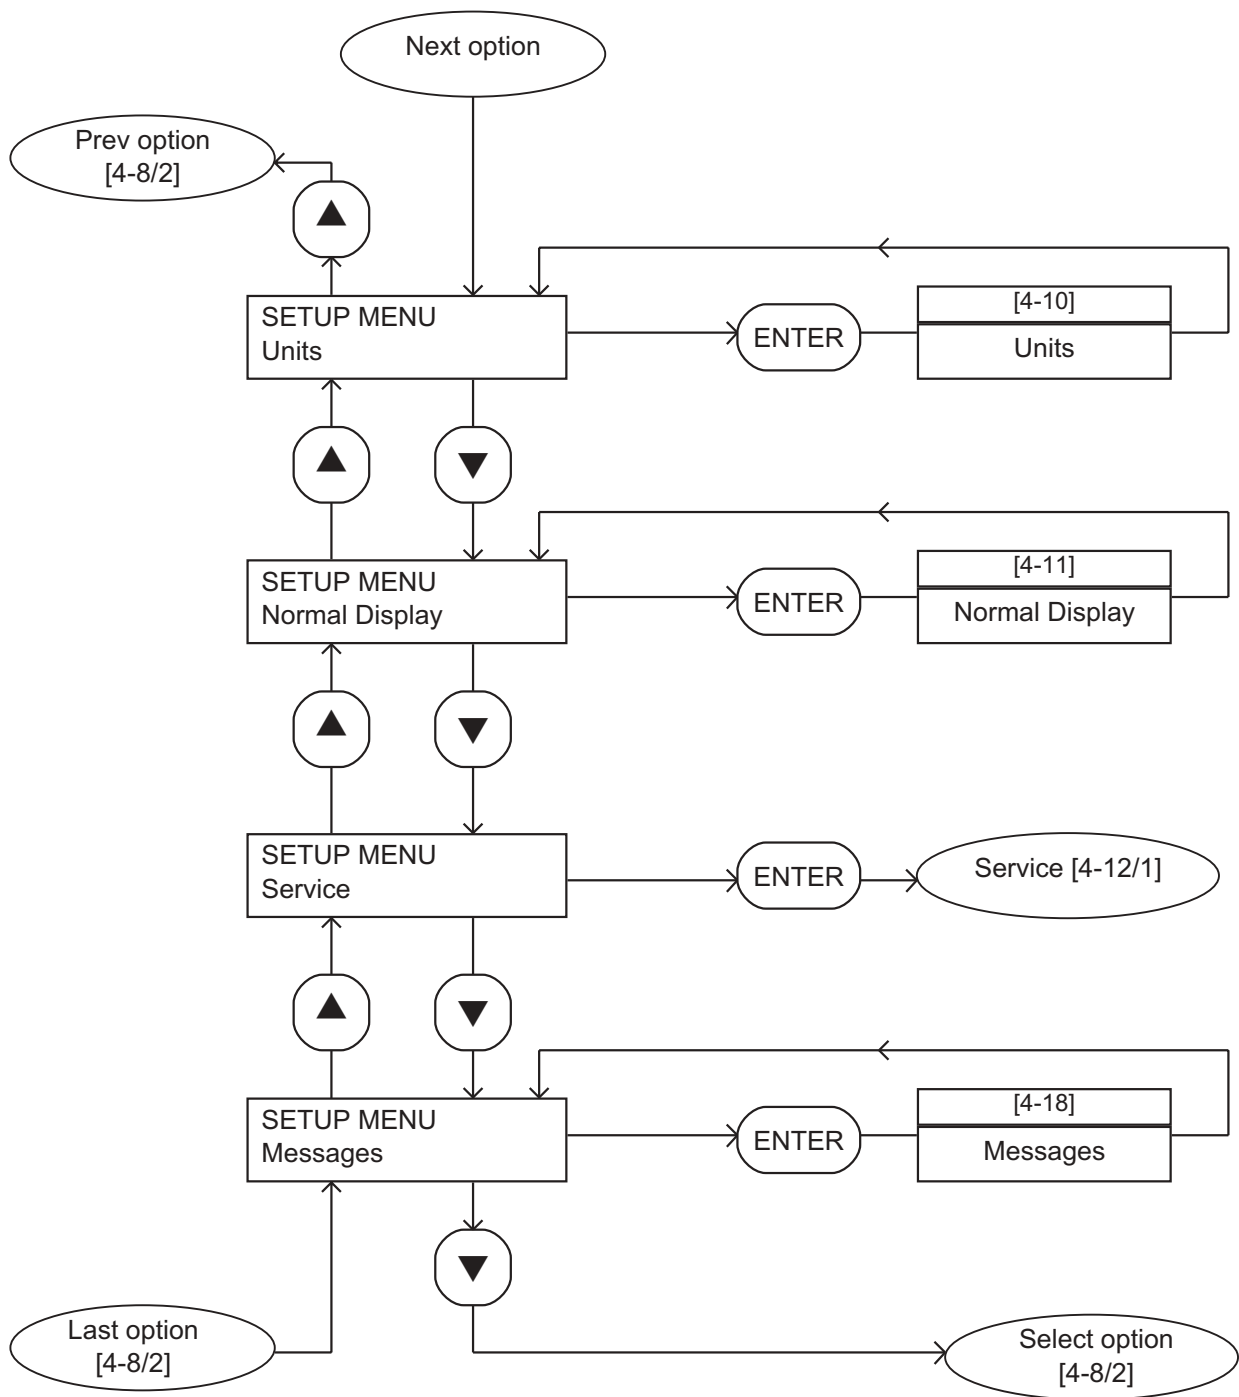 Next option
Prev option
[4-8/2]
SETUP MENU
Units
ENTER
[4-10]
Units
SETUP MENU
Normal Display
ENTER
[4-11]
Normal Display
SETUP MENU
Service
ENTER
Service [4-12/1]
SETUP MENU
Messages
ENTER
[4-18]
Messages
Last option
[4-8/2]
Select option
[4-8/2]